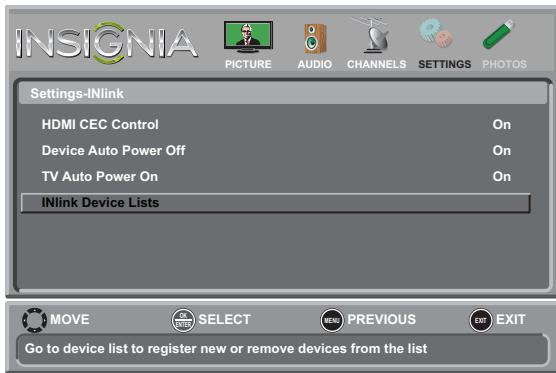 INSIGNIA
PICTURE AUDIO CHANNELS SETTINGS PHOTOS
Settings-INlink
HDMI CEC Control On
Device Auto Power Off On
TV Auto Power On On
INlink Device Lists
MOVE OK ENTER SELECT MENU PREVIOUS EXIT EXIT
Go to device list to register new or remove devices from the list